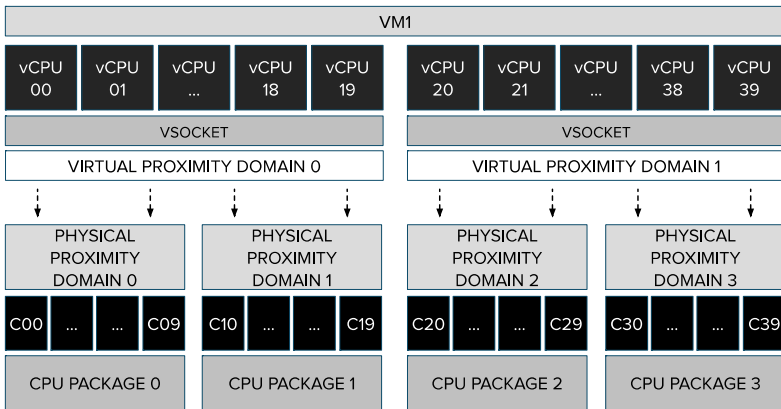 VM1
vCPU
00
vCPU
01
vCPU
...
vCPU
18
vCPU
19
vCPU
20
vCPU
21
vCPU
...
vCPU
38
vCPU
39
VSOCKET
VSOCKET
VIRTUAL PROXIMITY DOMAIN 0
VIRTUAL PROXIMITY DOMAIN 1
PHYSICAL
PROXIMITY
DOMAIN 0
PHYSICAL
PROXIMITY
DOMAIN 1
PHYSICAL
PROXIMITY
DOMAIN 2
PHYSICAL
PROXIMITY
DOMAIN 3
C00
...
...
C09
C10
...
...
C19
C20
...
...
C29
C30
...
...
C39
CPU PACKAGE 0
CPU PACKAGE 1
CPU PACKAGE 2
CPU PACKAGE 3